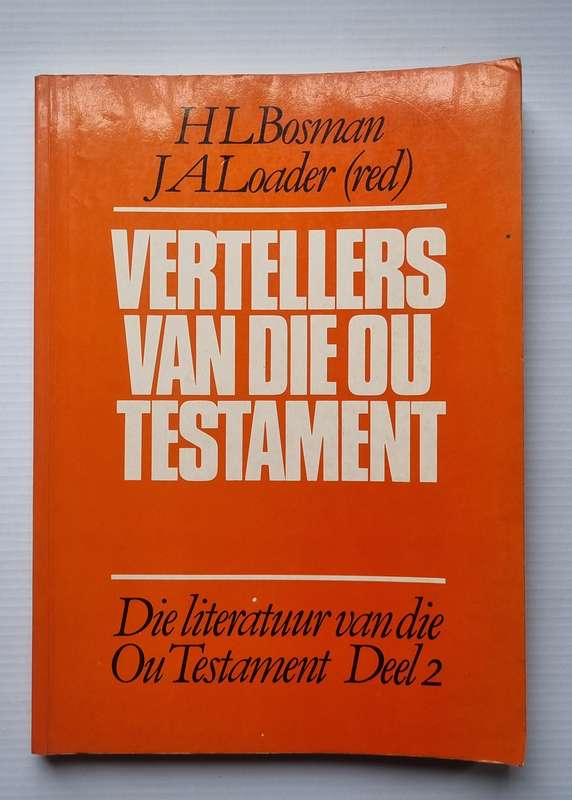 H L Bosman
J A Loader (red)
VERTELLERS
VAN DIE OU
TESTAMENT
Die literatuur van die
Ou Testament Deel 2